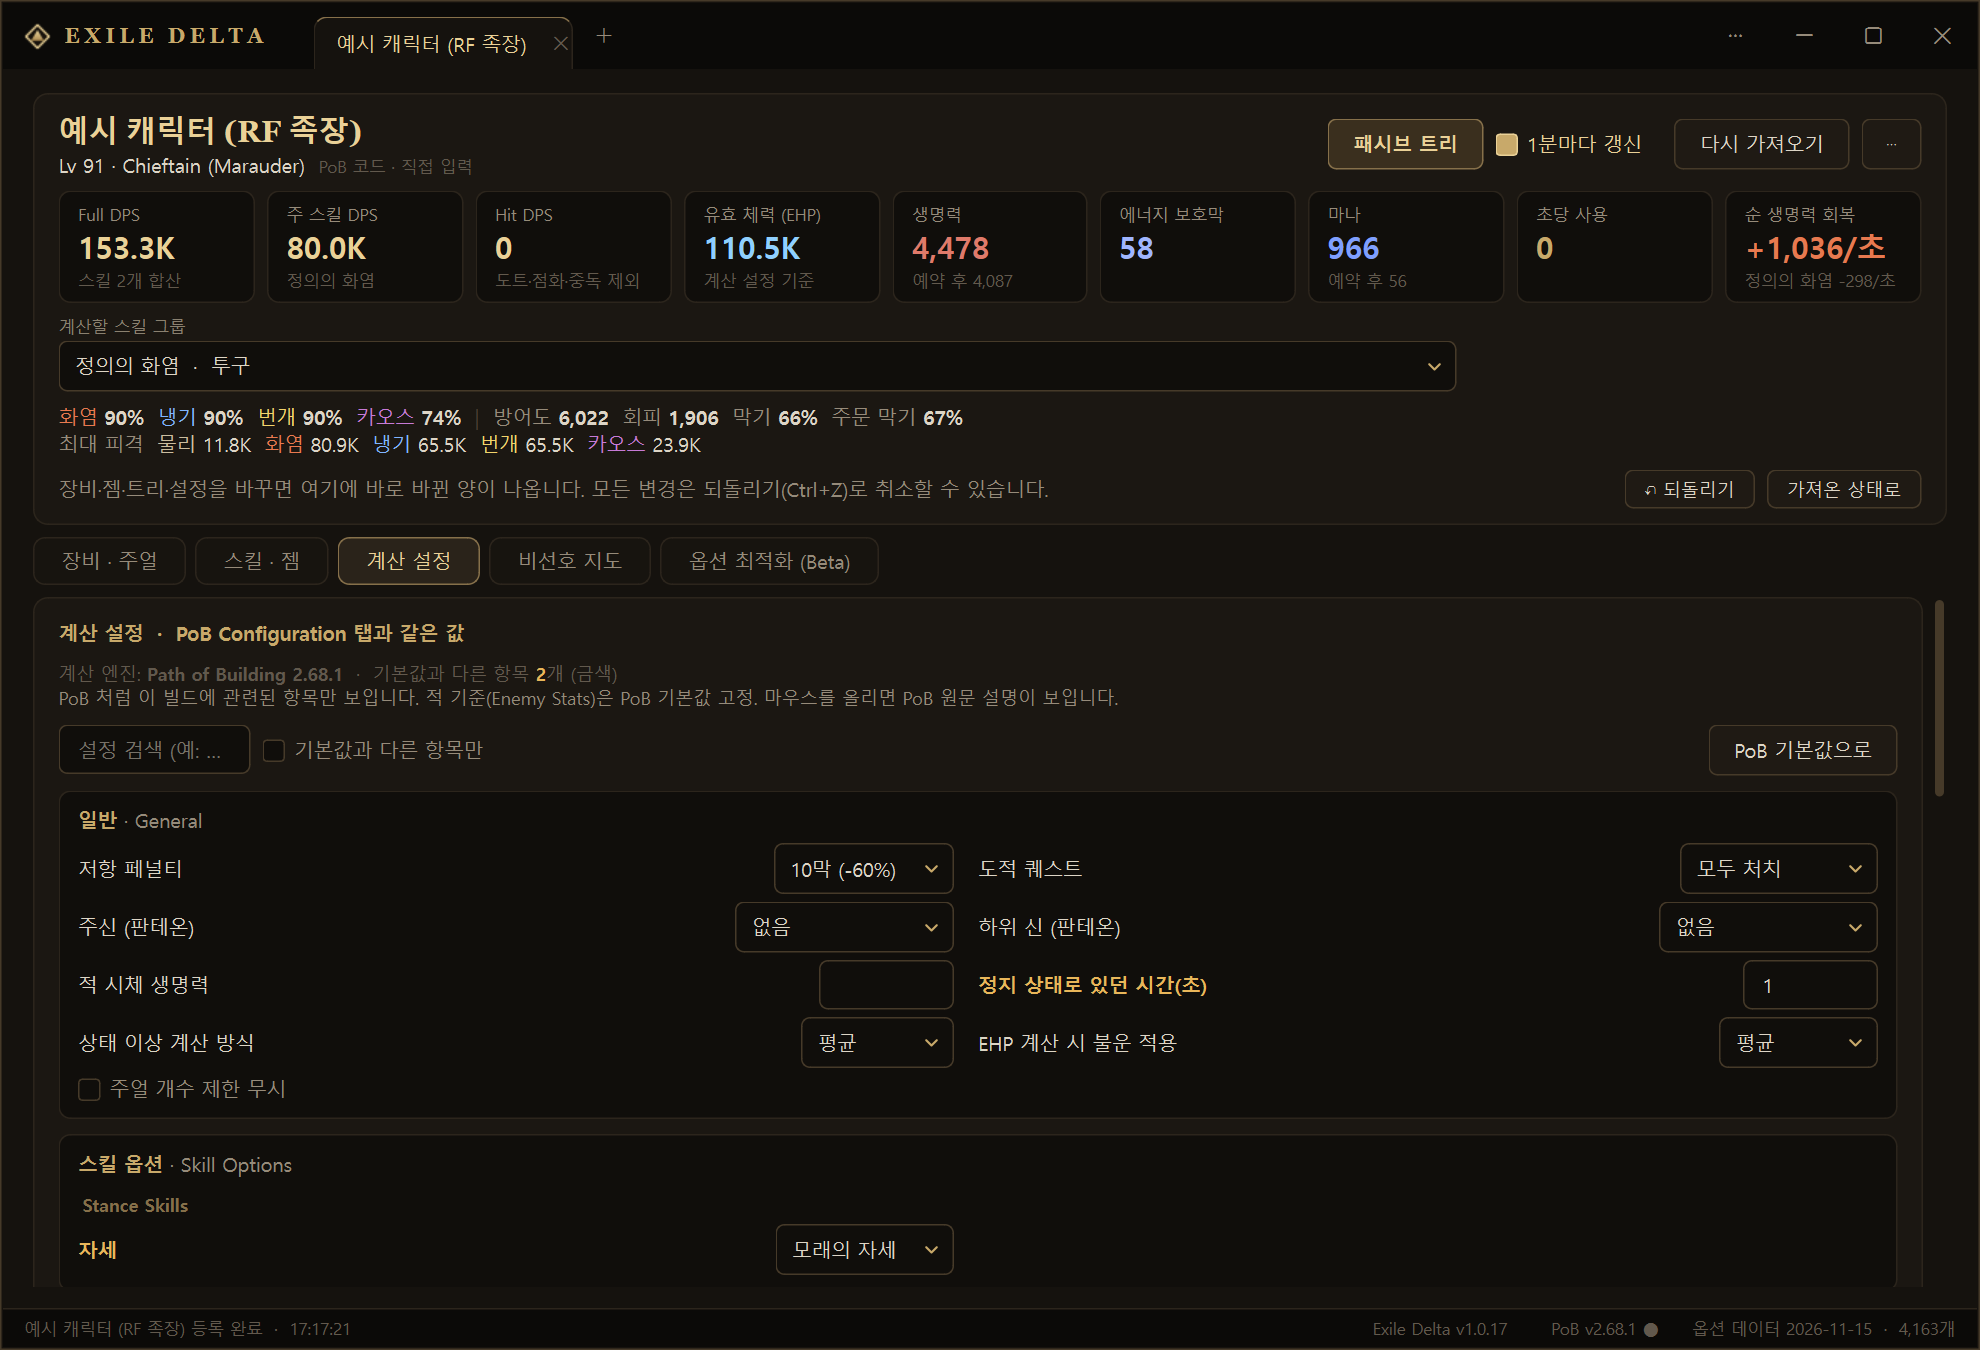 EXILE DELTA
예시 캐릭터 (RF 족장)
예시 캐릭터 (RF 족장)
Lv 91 · Chieftain (Marauder) PoB 코드 · 직접 입력
패시브 트리
1분마다 갱신
다시 가져오기
...
Full DPS
153.3K
스킬 2개 합산
주 스킬 DPS
80.0K
정의의 화염
Hit DPS
0
도트·점화·중독 제외
유효 체력 (EHP)
110.5K
계산 설정 기준
생명력
4,478
예약 후 4,087
에너지 보호막
58
마나
966
예약 후 56
초당 사용
0
순 생명력 회복
+1,036/초
정의의 화염 -298/초
계산할 스킬 그룹
정의의 화염 · 투구
화염 90% 냉기 90% 번개 90% 카오스 74% | 방어도 6,022 회피 1,906 막기 66% 주문 막기 67%
최대 피격 물리 11.8K 화염 80.9K 냉기 65.5K 번개 65.5K 카오스 23.9K
장비·젬·트리·설정을 바꾸면 여기에 바로 바뀐 양이 나옵니다. 모든 변경은 되돌리기(Ctrl+Z)로 취소할 수 있습니다.
되돌리기
가져온 상태로
장비 · 주얼
스킬 · 젬
계산 설정
비선호 지도
옵션 최적화 (Beta)
계산 설정 · PoB Configuration 탭과 같은 값
계산 엔진: Path of Building 2.68.1 · 기본값과 다른 항목 2개 (금색)
PoB 처럼 이 빌드에 관련된 항목만 보입니다. 적 기준(Enemy Stats)은 PoB 기본값 고정. 마우스를 올리면 PoB 원문 설명이 보입니다.
설정 검색 (예: ...
기본값과 다른 항목만
PoB 기본값으로
일반 · General
저항 페널티
10막 (-60%)
도적 퀘스트
모두 처치
주신 (판테온)
없음
하위 신 (판테온)
없음
적 시체 생명력
정지 상태로 있던 시간(초)
1
상태 이상 계산 방식
평균
EHP 계산 시 불운 적용
평균
주얼 개수 제한 무시
스킬 옵션 · Skill Options
Stance Skills
자세
모래의 자세
예시 캐릭터 (RF 족장) 등록 완료 · 17:17:21
Exile Delta v1.0.17
PoB v2.68.1
옵션 데이터 2026-11-15 · 4,163개